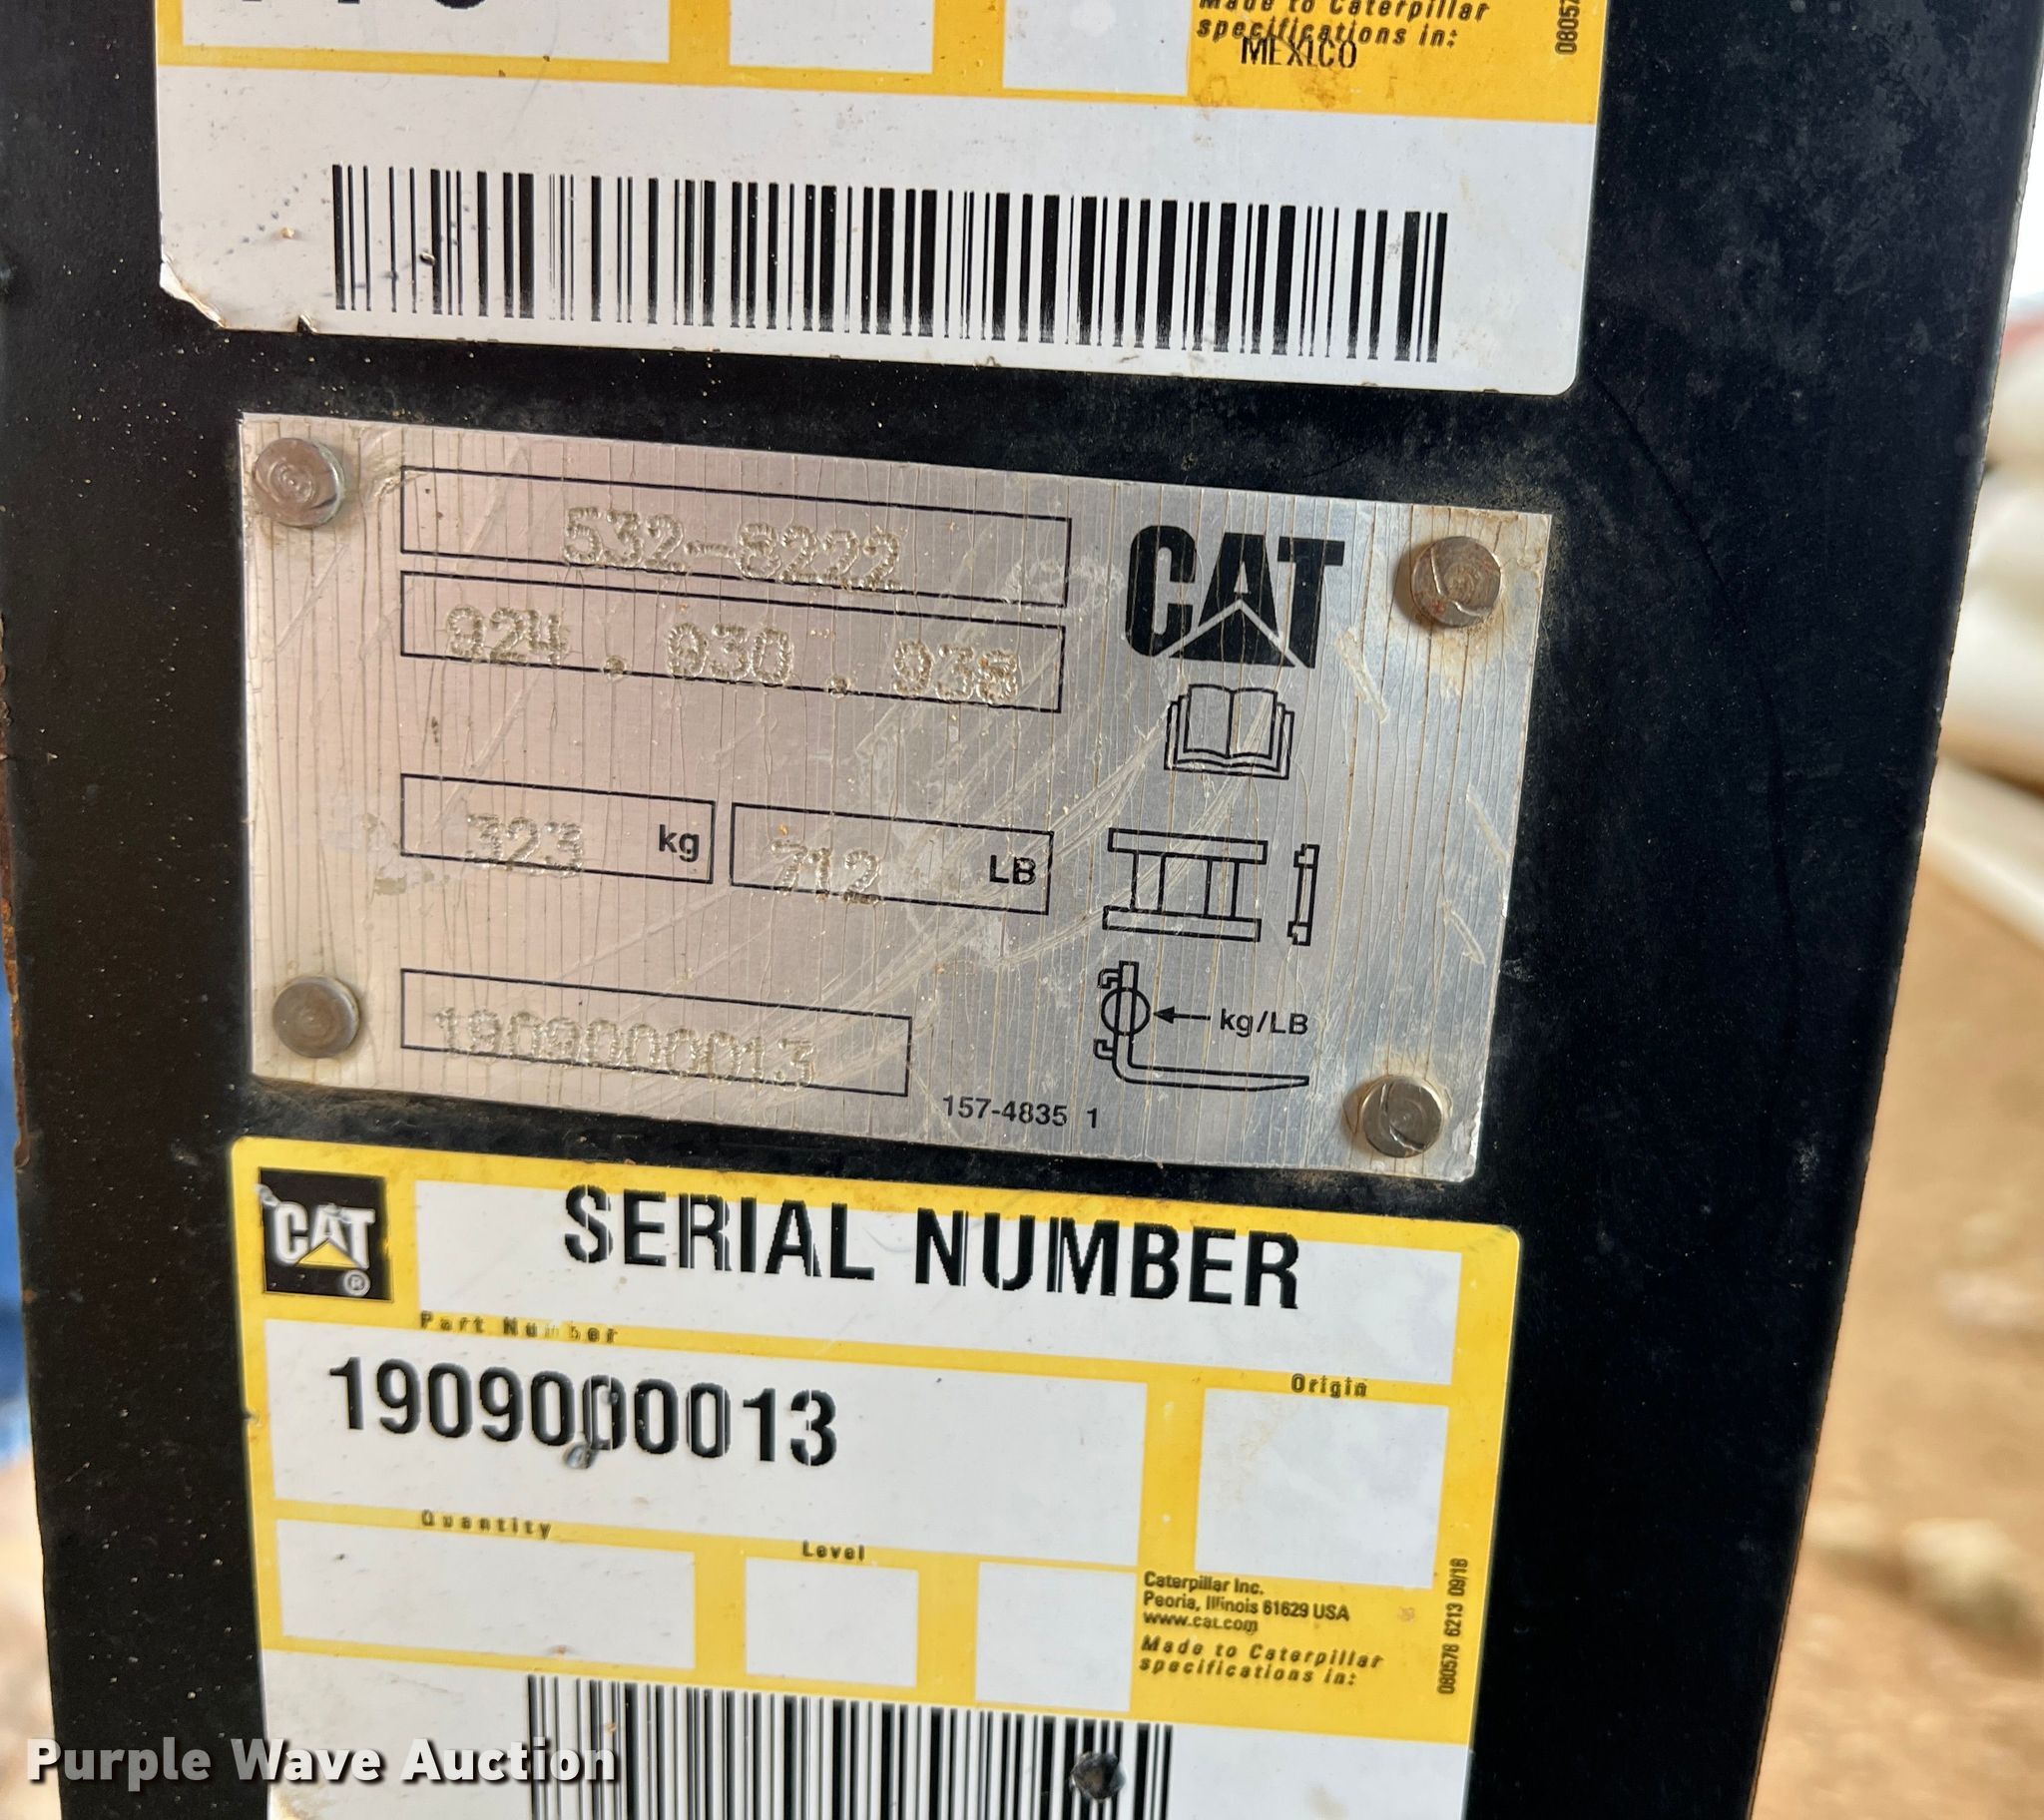 Made to Caterpillar
specifications in:
MEXICO
532-8222
924 . 930 . 938
CAT
323 kg
712 LB
kg/LB
1909000013
157-4835 1
CAT
®
SERIAL NUMBER
Part Number
1909000013
Origin
Quantity
Level
Caterpillar Inc.
Peoria, Illinois 61629 USA
www.cat.com
Made to Caterpillar
specifications in:
080578 6213 09/18
Purple Wave Auction